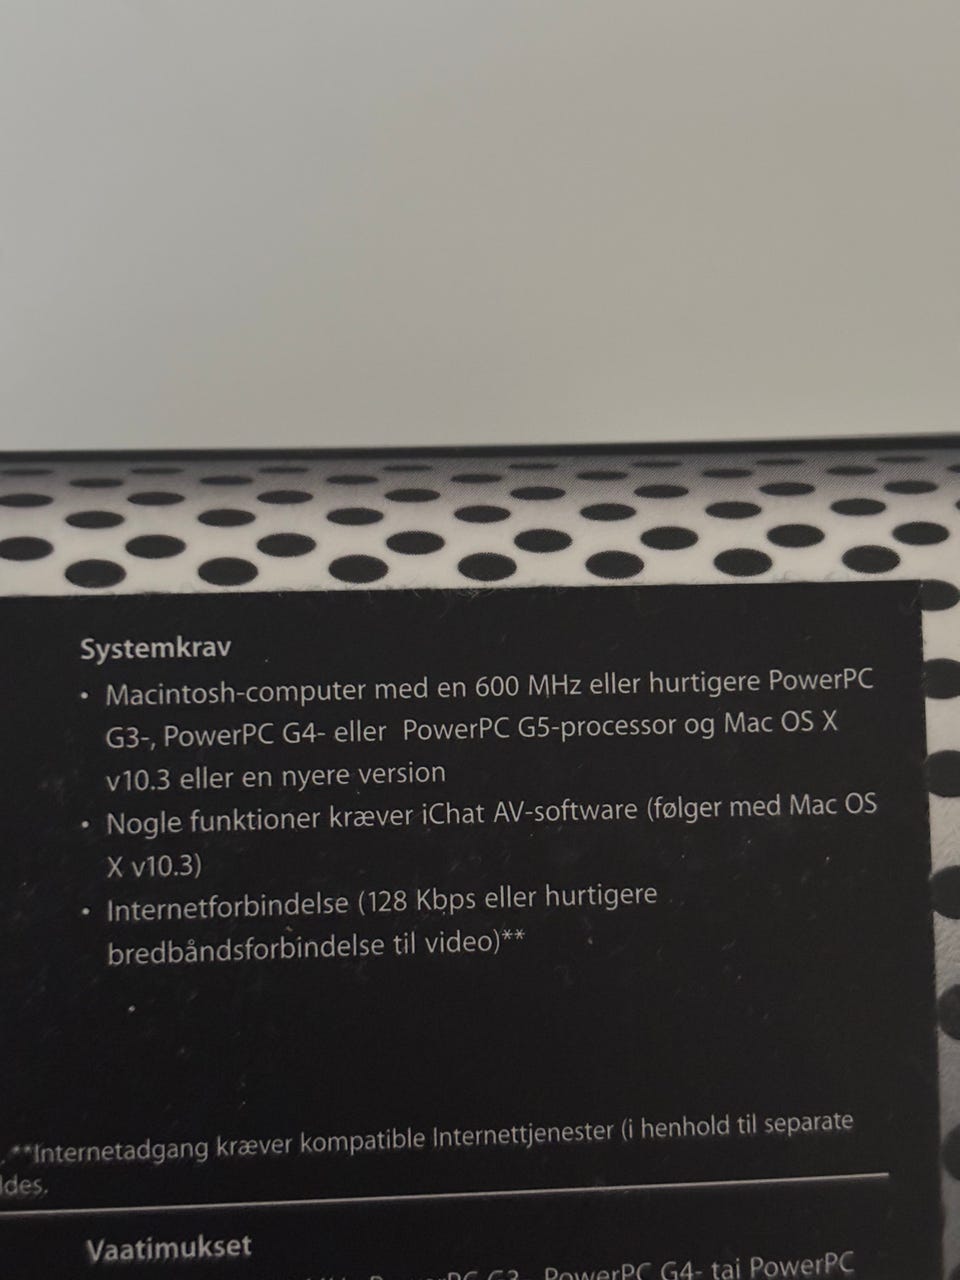 Systemkrav
• Macintosh-computer med en 600 MHz eller hurtigere PowerPC
G3-, PowerPC G4- eller PowerPC G5-processor og Mac OS X
v10.3 eller en nyere version
• Nogle funktioner kræver iChat AV-software (følger med Mac OS
X v10.3)
• Internetforbindelse (128 Kbps eller hurtigere
bredbåndsforbindelse til video)**
. **Internetadgang kræver kompatible Internettjenester (i henhold til separate
ldes.
Vaatimukset
PowerPC G3-, PowerPC G4- tai PowerPC